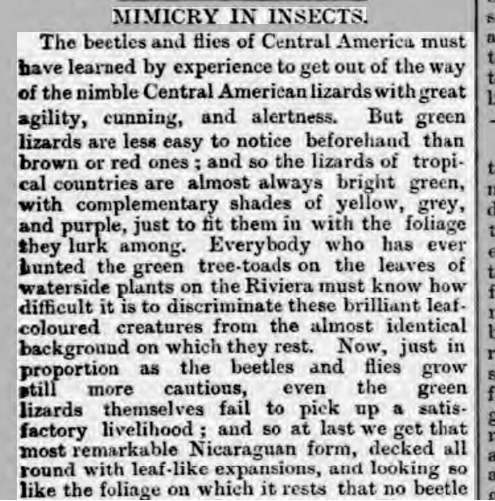 MIMICRY IN INSECTS.
The beetles and flies of Central America must
have learned by experience to get out of the way
of the nimble Central American lizards with great
agility, cunning, and alertness. But green
lizards are less easy to notice beforehand than
brown or red ones; and so the lizards of tropi-
cal countries are almost always bright green,
with complementary shades of yellow, grey,
and purple, just to fit them in with the foliage
they lurk among. Everybody who has ever
hunted the green tree-toads on the leaves of
waterside plants on the Riviera must know how
difficult it is to discriminate these brilliant leaf-
coloured creatures from the almost identical
background on which they rest. Now, just in
proportion as the beetles and flies grow
still more cautious, even the green
lizards themselves fail to pick up a satis-
factory livelihood; and so at last we get that
most remarkable Nicaraguan form, decked all
round with leaf-like expansions, and looking so
like the foliage on which it rests that no beetle